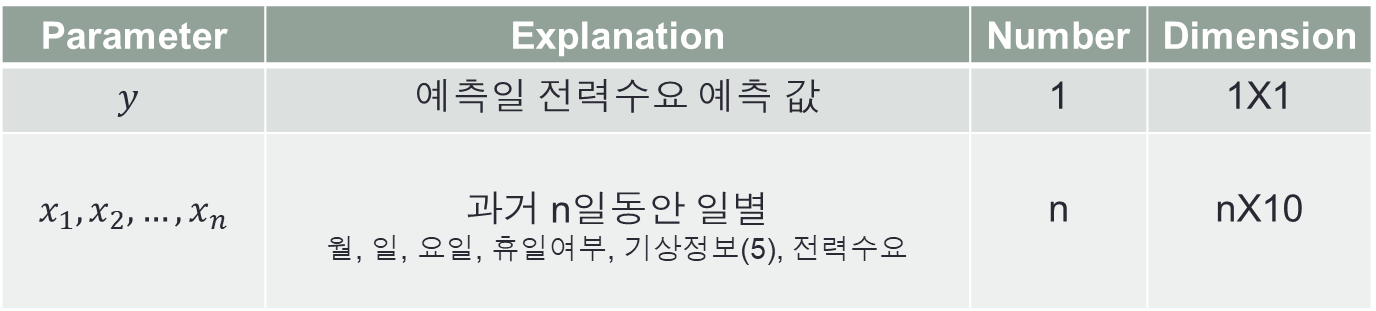 Parameter Explanation Number Dimension
y 예측일 전력수요 예측 값 1 1X1
x₁, x₂, ... , xₙ 과거 n일동안 일별 n nX10
월, 일, 요일, 휴일여부, 기상정보(5), 전력수요